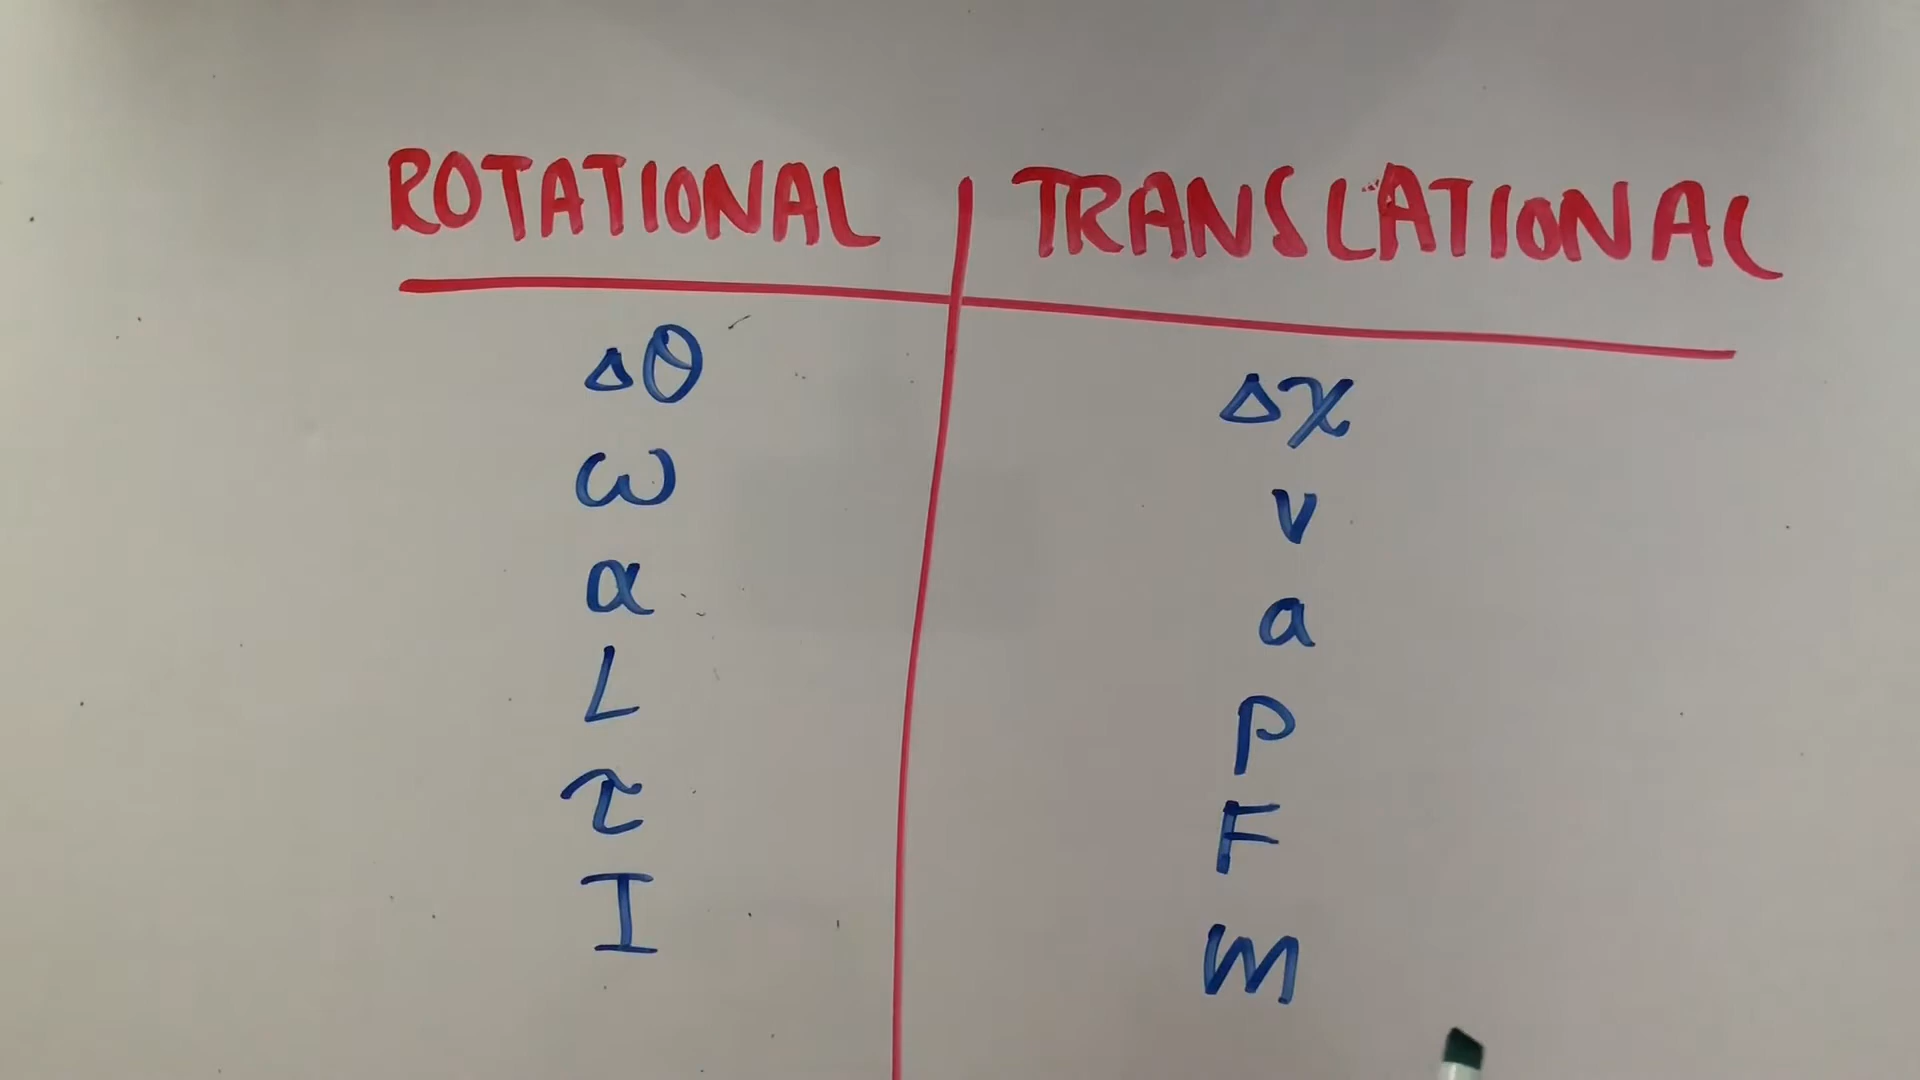 ROTATIONAL TRANSLATIONAL
Δθ Δx
ω v
α a
L P
τ F
I m